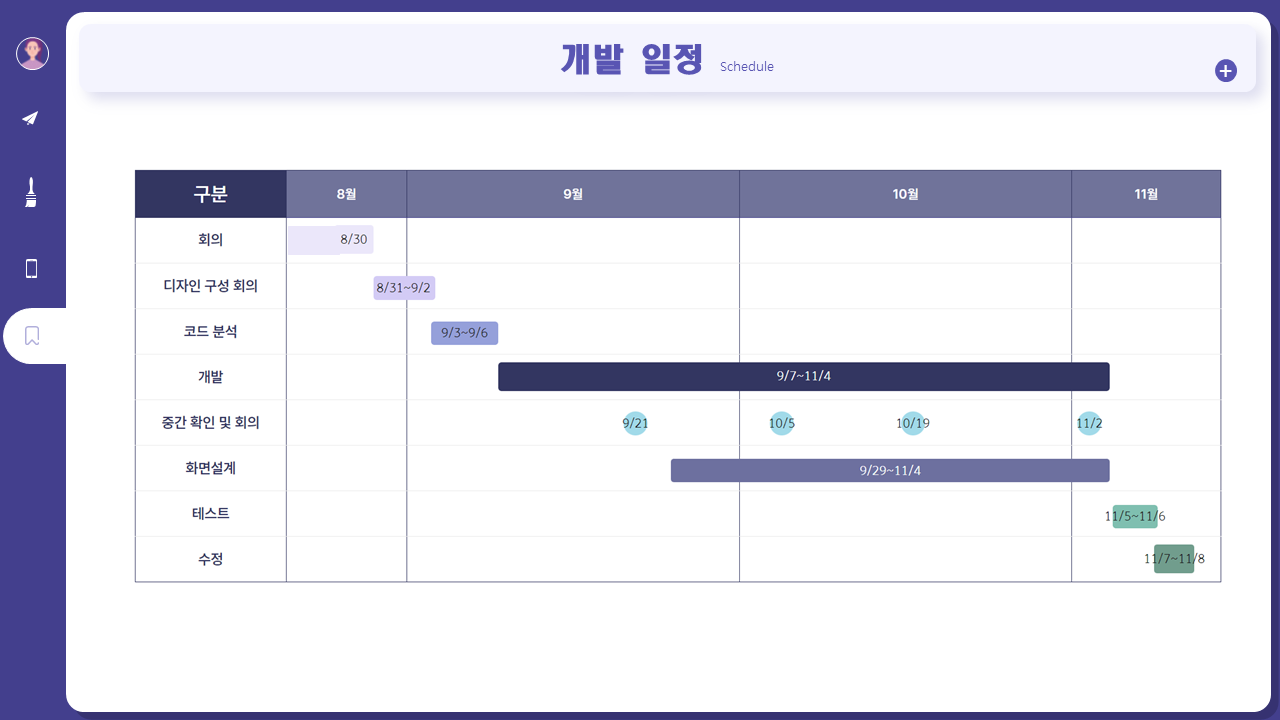 개발 일정 Schedule
구분 8월 9월 10월 11월
회의 8/30
디자인 구성 회의 8/31~9/2
코드 분석 9/3~9/6
개발 9/7~11/4
중간 확인 및 회의 9/21 10/5 10/19 11/2
화면설계 9/29~11/4
테스트 11/5~11/6
수정 11/7~11/8